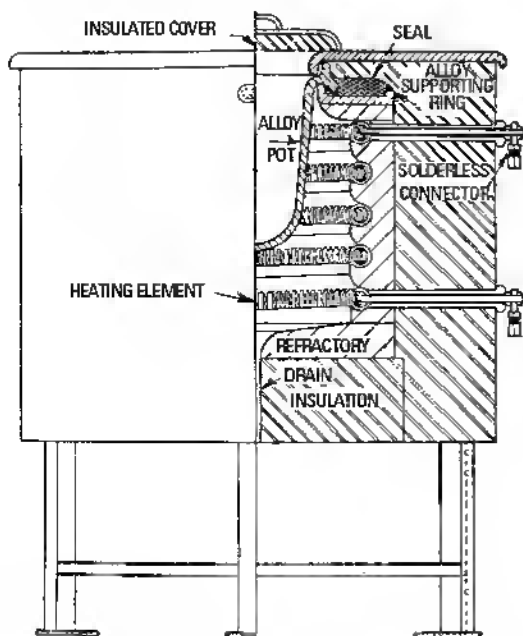 INSULATED COVER
SEAL
ALLOY
SUPPORTING
RING
ALLOY
POT
SOLDERLESS
CONNECTOR
HEATING ELEMENT
REFRACTORY
DRAIN
INSULATION